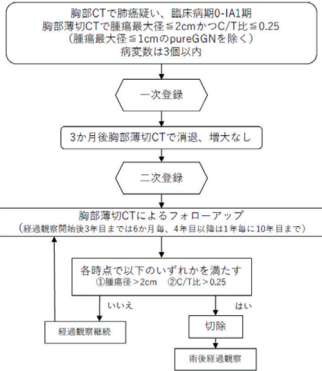 胸部CTで肺癌疑い、臨床病期0-IA1期
胸部薄切CTで腫瘍最大径≦2cmかつC/T比≦0.25
(腫瘍最大径≦1cmのpureGGNを除く)
病変数は3個以内
一次登録
3か月後胸部薄切CTで消退、増大なし
二次登録
胸部薄切CTによるフォローアップ
(経過観察開始後3年目までは6か月毎、4年目以降は1年毎に10年目まで)
各時点で以下のいずれかを満たす
①腫瘍径>2cm ②C/T比>0.25
いいえ
はい
経過観察継続
切除
術後経過観察